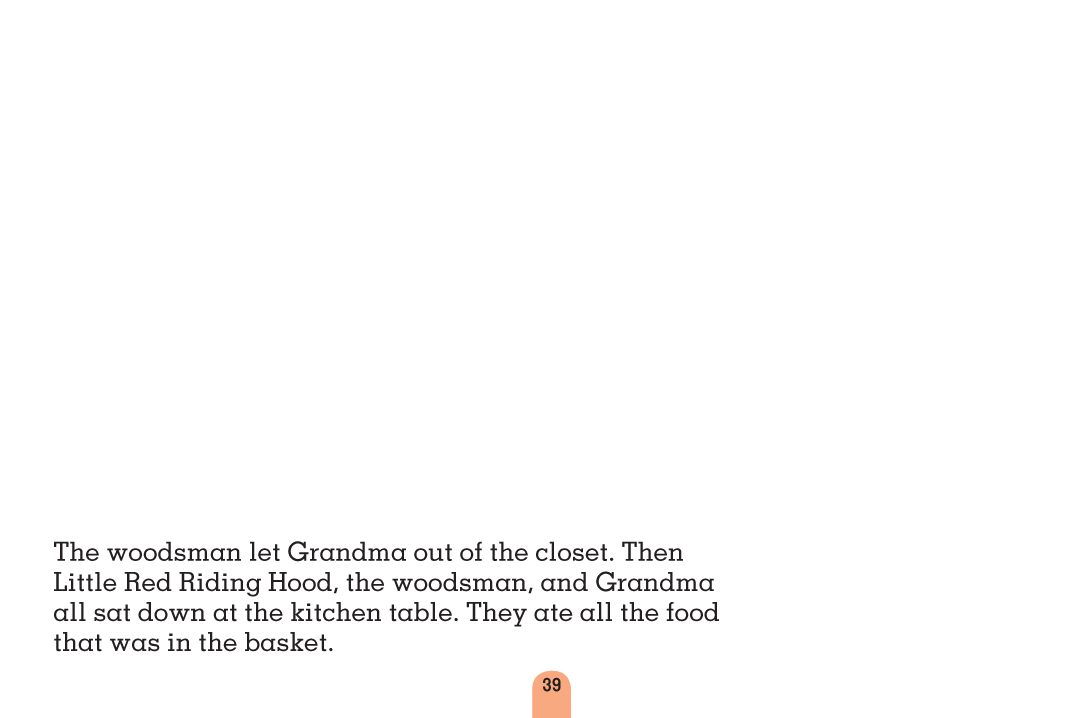 The woodsman let Grandma out of the closet. Then
Little Red Riding Hood, the woodsman, and Grandma
all sat down at the kitchen table. They ate all the food
that was in the basket.
39